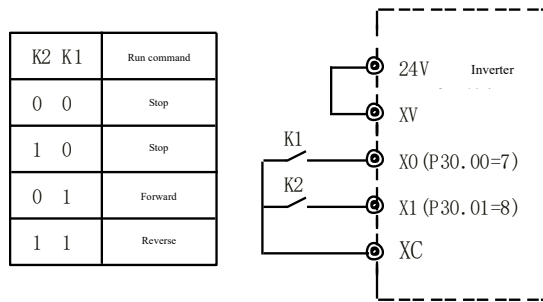 K2 K1 Run command
0 0 Stop
1 0 Stop
0 1 Forward
1 1 Reverse
24V Inverter
XV
K1
X0(P30.00=7)
K2
X1(P30.01=8)
XC